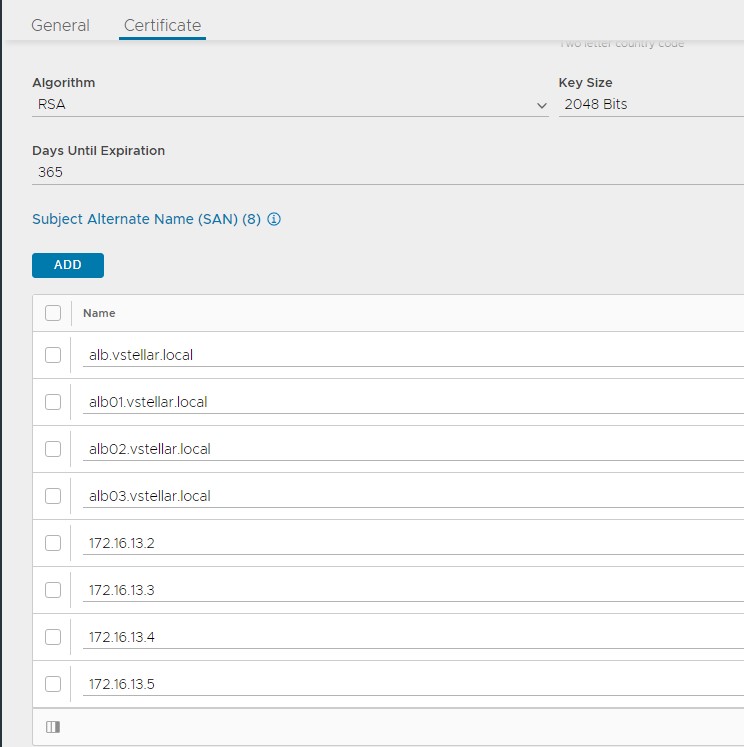 General Certificate
Two letter country code
Algorithm Key Size
RSA 2048 Bits
Days Until Expiration
365
Subject Alternate Name (SAN) (8)
ADD
Name
alb.vstellar.local
alb01.vstellar.local
alb02.vstellar.local
alb03.vstellar.local
172.16.13.2
172.16.13.3
172.16.13.4
172.16.13.5